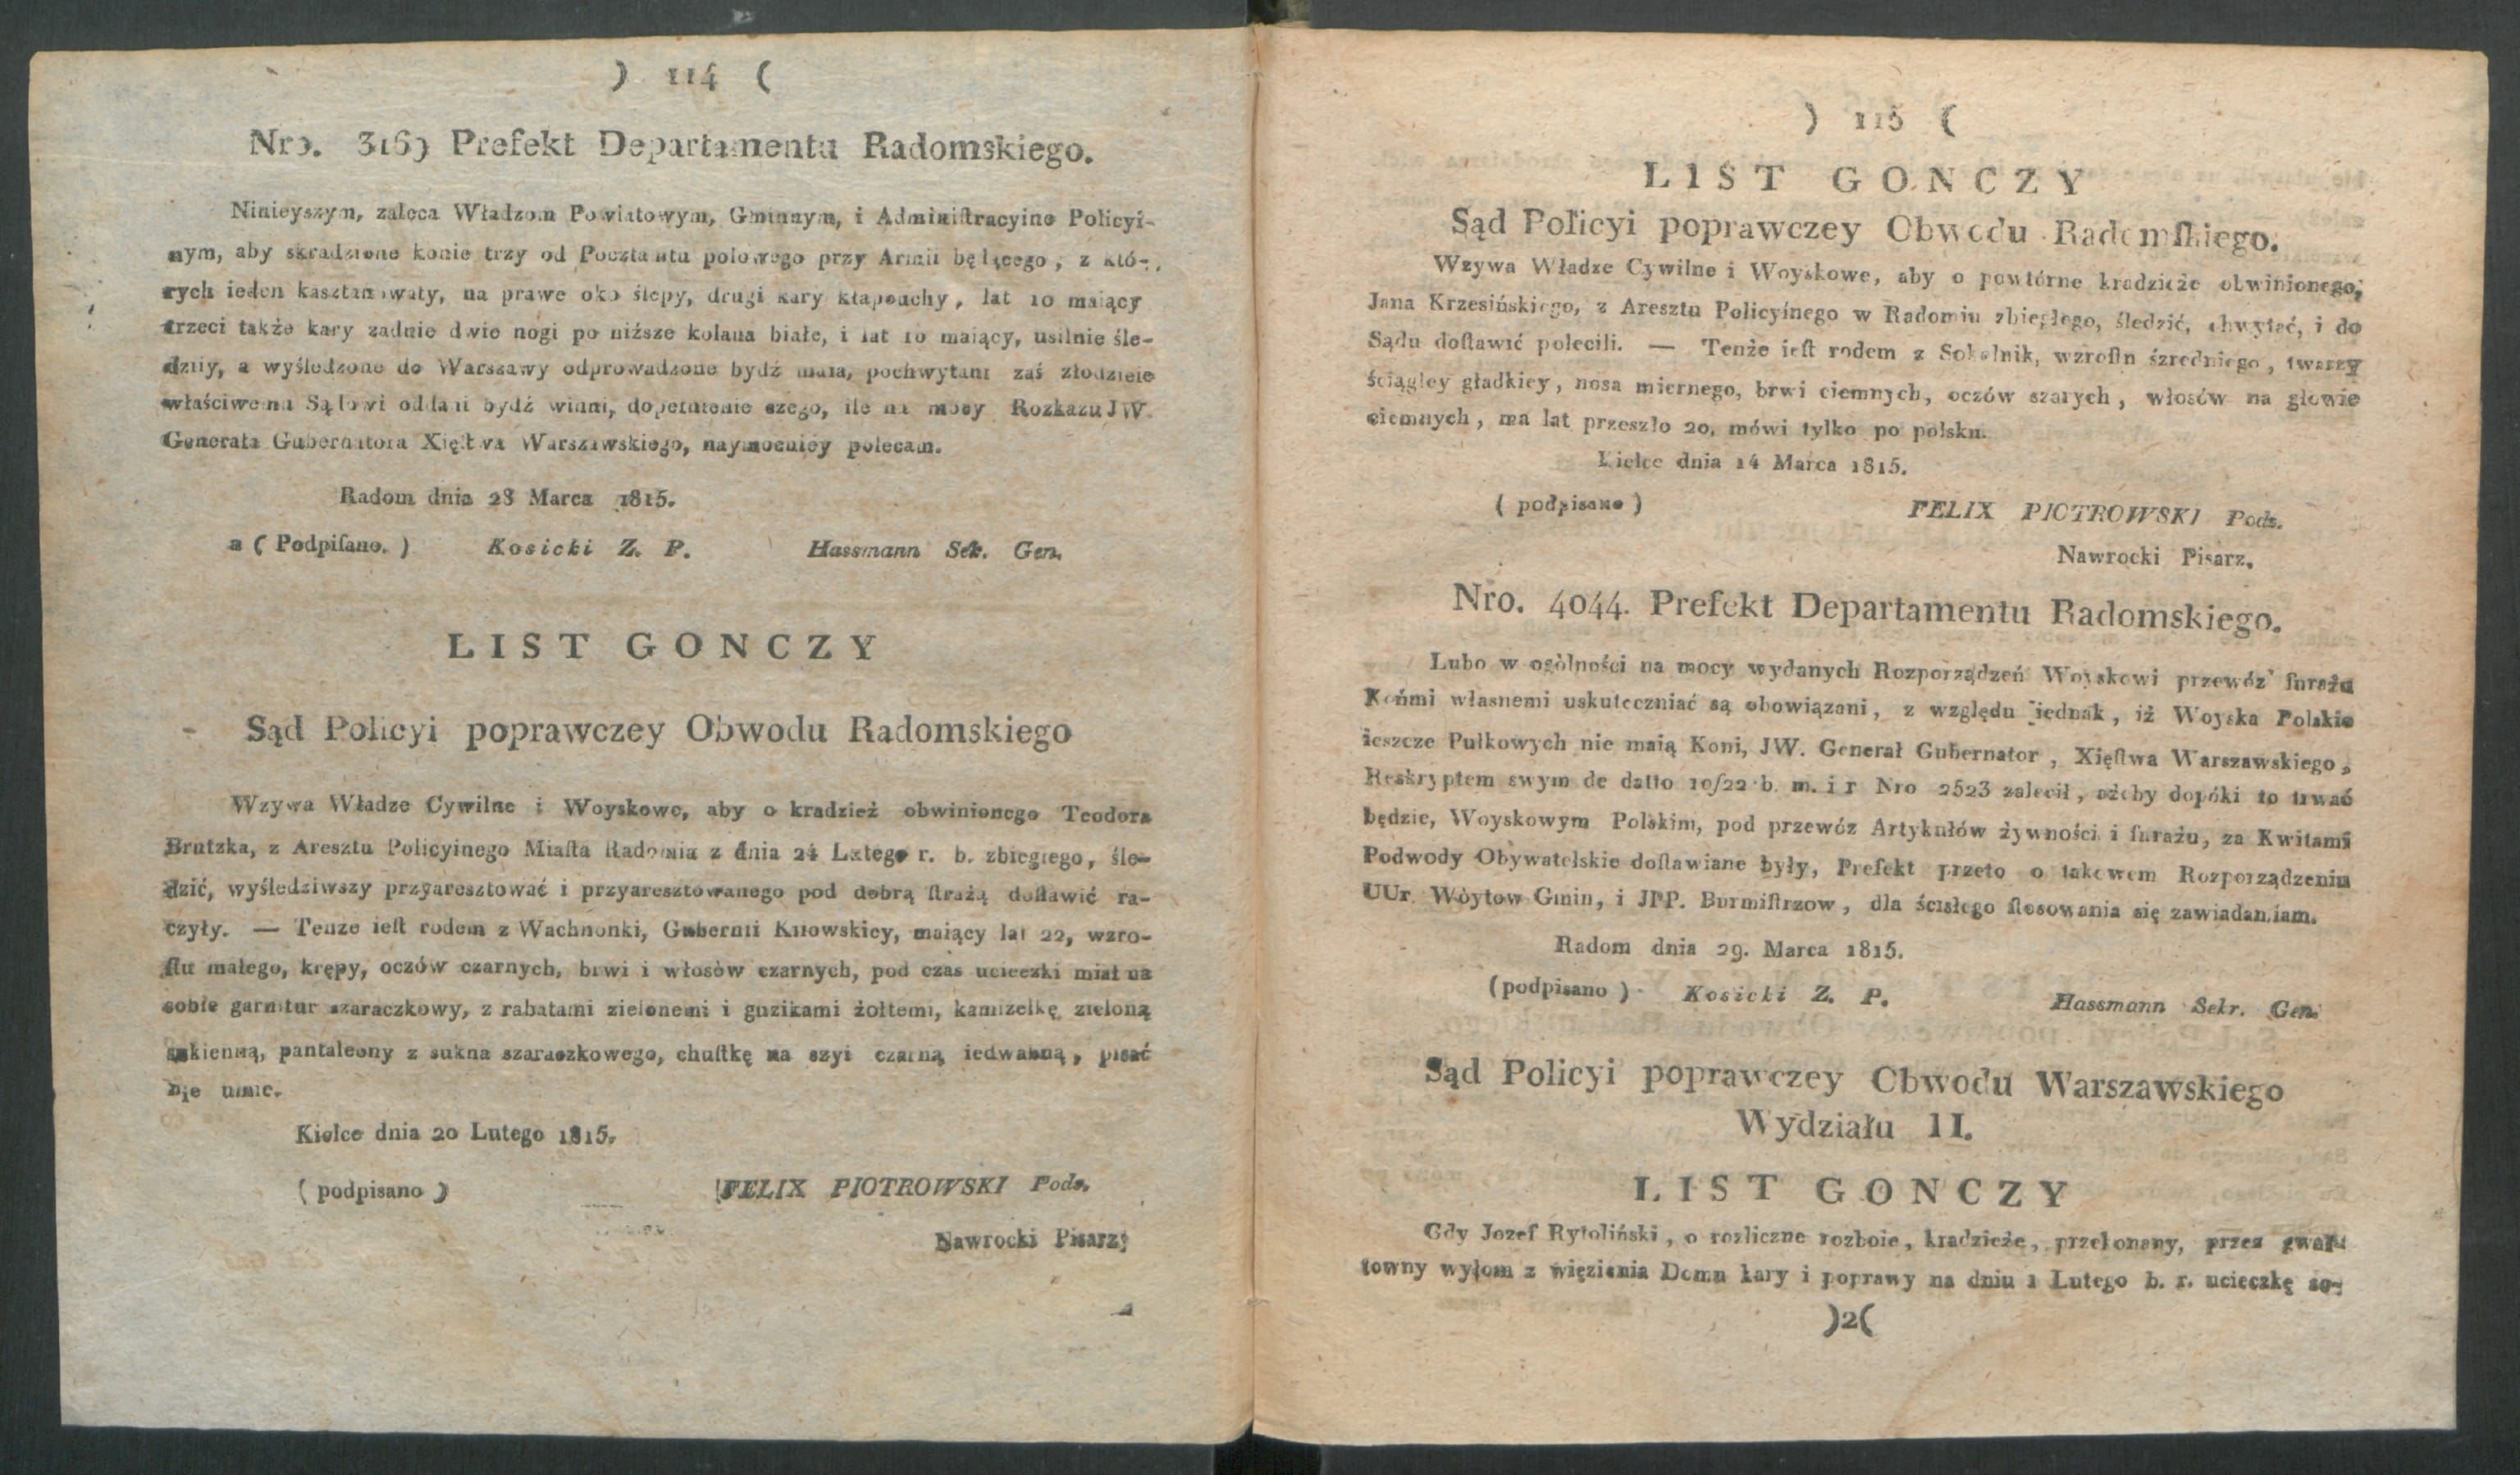 ) 114 (
Nro. 3169 Prefekt Departamentu Radomskiego.
Ninieyszym, zaleca Władzom Powiatowym, Gminnym, i Adminiſtracyino Policyi-
nym, aby skradzione konie trzy od Pocztamtu polowego przy Armii będącego, z któ-
rych ieden kasztanowaty, na prawe oko ślepy, drugi kary kłapouchy, lat 10 maiący
trzeci także kary zadnie dwie nogi po niższe kolana białe, i lat 10 maiący, usilnie śle-
dziły, a wyśledzone do Warszawy odprowadzone bydź maia, pochwytani zaś złodzieie
właściwemu Sądowi oddani bydź winni, dopełnienie czego, ile na mocy Rozkazu JW.
Generała Gubernatora Xięſtwa Warszawskiego, naymocniey polecam.
Radom dnia 28 Marca 1815.
a ( Podpiſano. ) Kosicki Z. P. Hassmann Sek. Gen.
LIST GONCZY
Sąd Policyi poprawczey Obwodu Radomskiego
Wzywa Władze Cywilne i Woyskowe, aby o kradzież obwinionego Teodora
Brutzka, z Aresztu Policyinego Miaſta Radomia z dnia 24 Lutego r. b. zbiegłego, śle-
dzić, wyśledziwszy przyaresztować i przyaresztowanego pod dobrą ſtrażą doſtawić ra-
czyły. — Tenze ieſt rodem z Wachnonki, Gubernii Kiiowskiey, maiący lat 22, wzro-
ſtu małego, krępy, oczów czarnych, brwi i włosòw czarnych, pod czas ucieczki miał na
sobie garnitur szaraczkowy, z rabatami zielonemi i guzikami żołtemi, kamizelkę zieloną
sukienną, pantaleony z sukna szaraczkowego, chuſtkę na szyi czarną iedwabną, pisać
nie umie.
Kielce dnia 20 Lutego 1815.
( podpisano ) FELIX PIOTROWSKI Pods.
Nawrocki Pisarz
) 115 (
LIST GONCZY
Sąd Policyi poprawczey Obwodu Radomſkiego.
Wzywa Władze Cywilne i Woyskowe, aby o powtórne kradzieże obwinionego,
Jana Krzesińskiego, z Aresztu Policyinego w Radomiu zbiegłego, śledzić, chwytać, i do
Sądu doſtawić polecili. — Tenże ieſt rodem z Sokolnik, wzroſtu śzredniego, twarzy
ściągley gładkiey, nosa miernego, brwi ciemnych, oczów szarych, włosów na głowie
ciemnych, ma lat przeszło 20, mówi tylko po polsku.
Kielce dnia 14 Marca 1815.
( podpisano ) FELIX PIOTROWSKI Pods.
Nawrocki Pisarz.
Nro. 4044. Prefekt Departamentu Radomskiego.
Lubo w ogòlności na mocy wydanych Rozporządzeń Woyskowi przewóz furażu
Końmi własnemi uskuteczniać są obowiązani, z względu iednak, iż Woyska Polskie
ieszcze Pułkowych nie maią Koni, JW. Generał Gubernator, Xięſtwa Warszawskiego,
Reskryptem swym de datto 10/22 b. m. i r Nro 2523 zalecił, ażeby dopóki to trwać
będzie, Woyskowym Polskim, pod przewóz Artykułów żywności i furażu, za Kwitami
Podwody Obywatelskie doſtawiane były, Prefekt przeto o takowem Rozporządzeniu
UUr. Wòytow Gmin, i JPP. Burmiſtrzow, dla ścisłego ſtosowania się zawiadamiam.
Radom dnia 29. Marca 1815.
(podpisano) Kosicki Z. P. Hassmann Sekr. Gen.
Sąd Policyi poprawczey Obwodu Warszawskiego
Wydziału II.
LIST GONCZY
Gdy Jozef Rytoliński, o rozliczne rozboie, kradzieże, przekonany, przez gwał-
towny wyłom z więzienia Domu kary i poprawy na dniu 1 Lutego b. r. ucieczkę so-
)2(